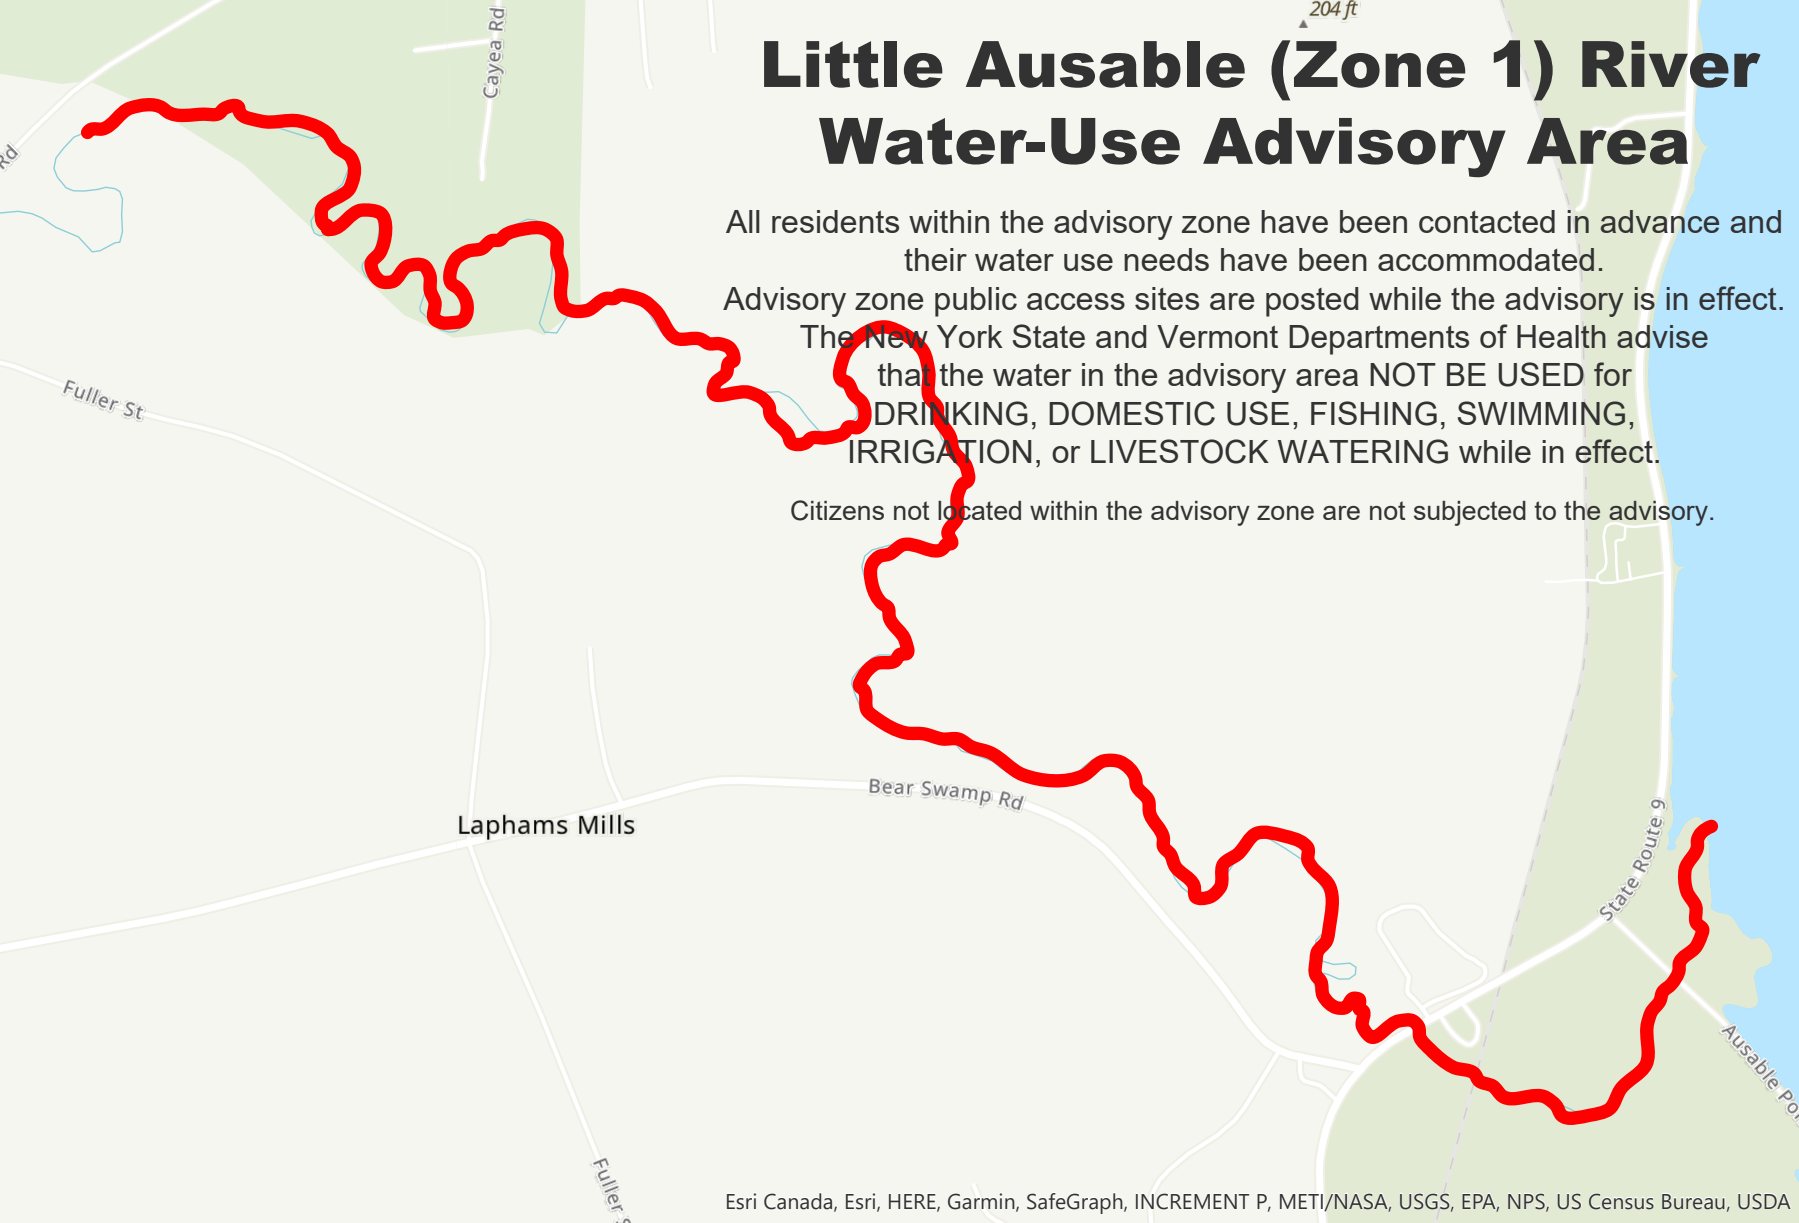 204 ft
Cayea Rd
Little Ausable (Zone 1) River
Water-Use Advisory Area
Rd
All residents within the advisory zone have been contacted in advance and
their water use needs have been accommodated.
Advisory zone public access sites are posted while the advisory is in effect.
The New York State and Vermont Departments of Health advise
that the water in the advisory area NOT BE USED for
DRINKING, DOMESTIC USE, FISHING, SWIMMING,
IRRIGATION, or LIVESTOCK WATERING while in effect.
Citizens not located within the advisory zone are not subjected to the advisory.
Fuller St
Bear Swamp Rd
Laphams Mills
State Route 9
Ausable
Fuller
Esri Canada, Esri, HERE, Garmin, SafeGraph, INCREMENT P, METI/NASA, USGS, EPA, NPS, US Census Bureau, USDA